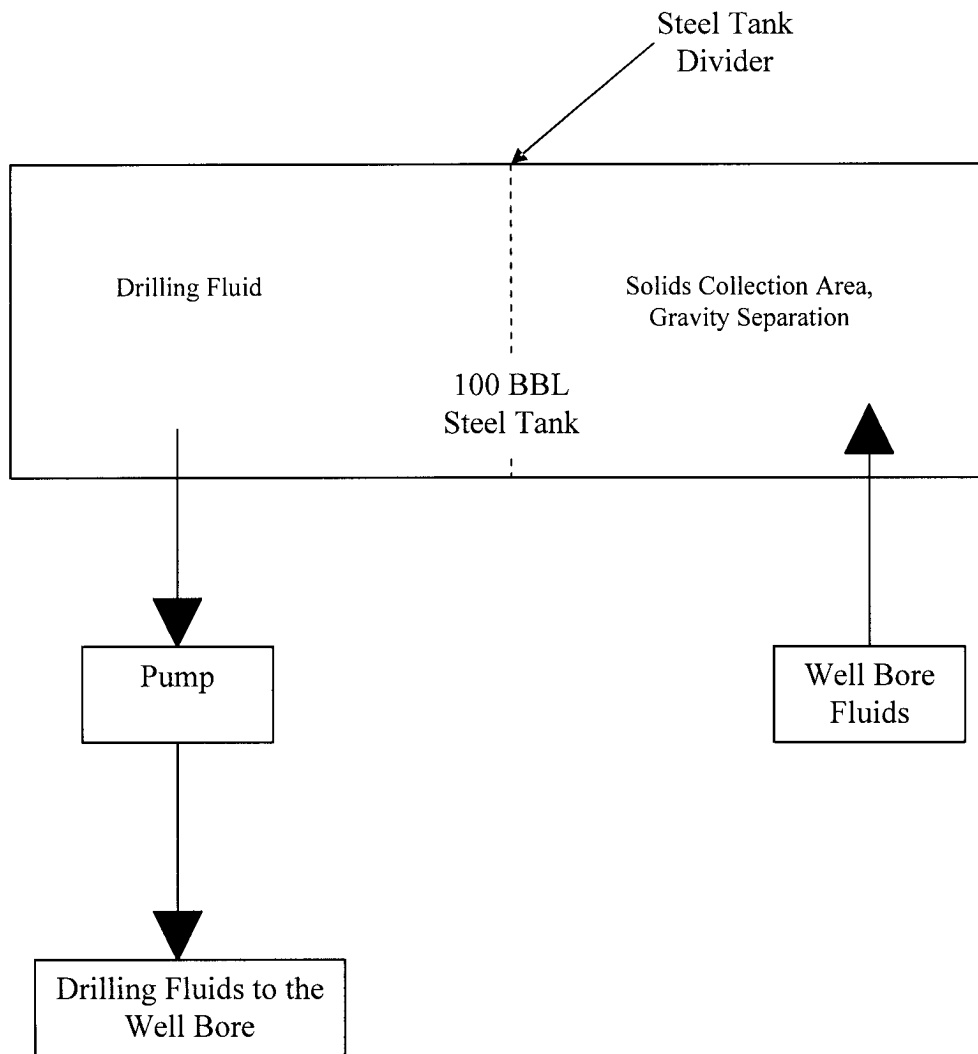 Steel Tank
Divider
Drilling Fluid
Solids Collection Area,
Gravity Separation
100 BBL
Steel Tank
Pump
Well Bore
Fluids
Drilling Fluids to the
Well Bore